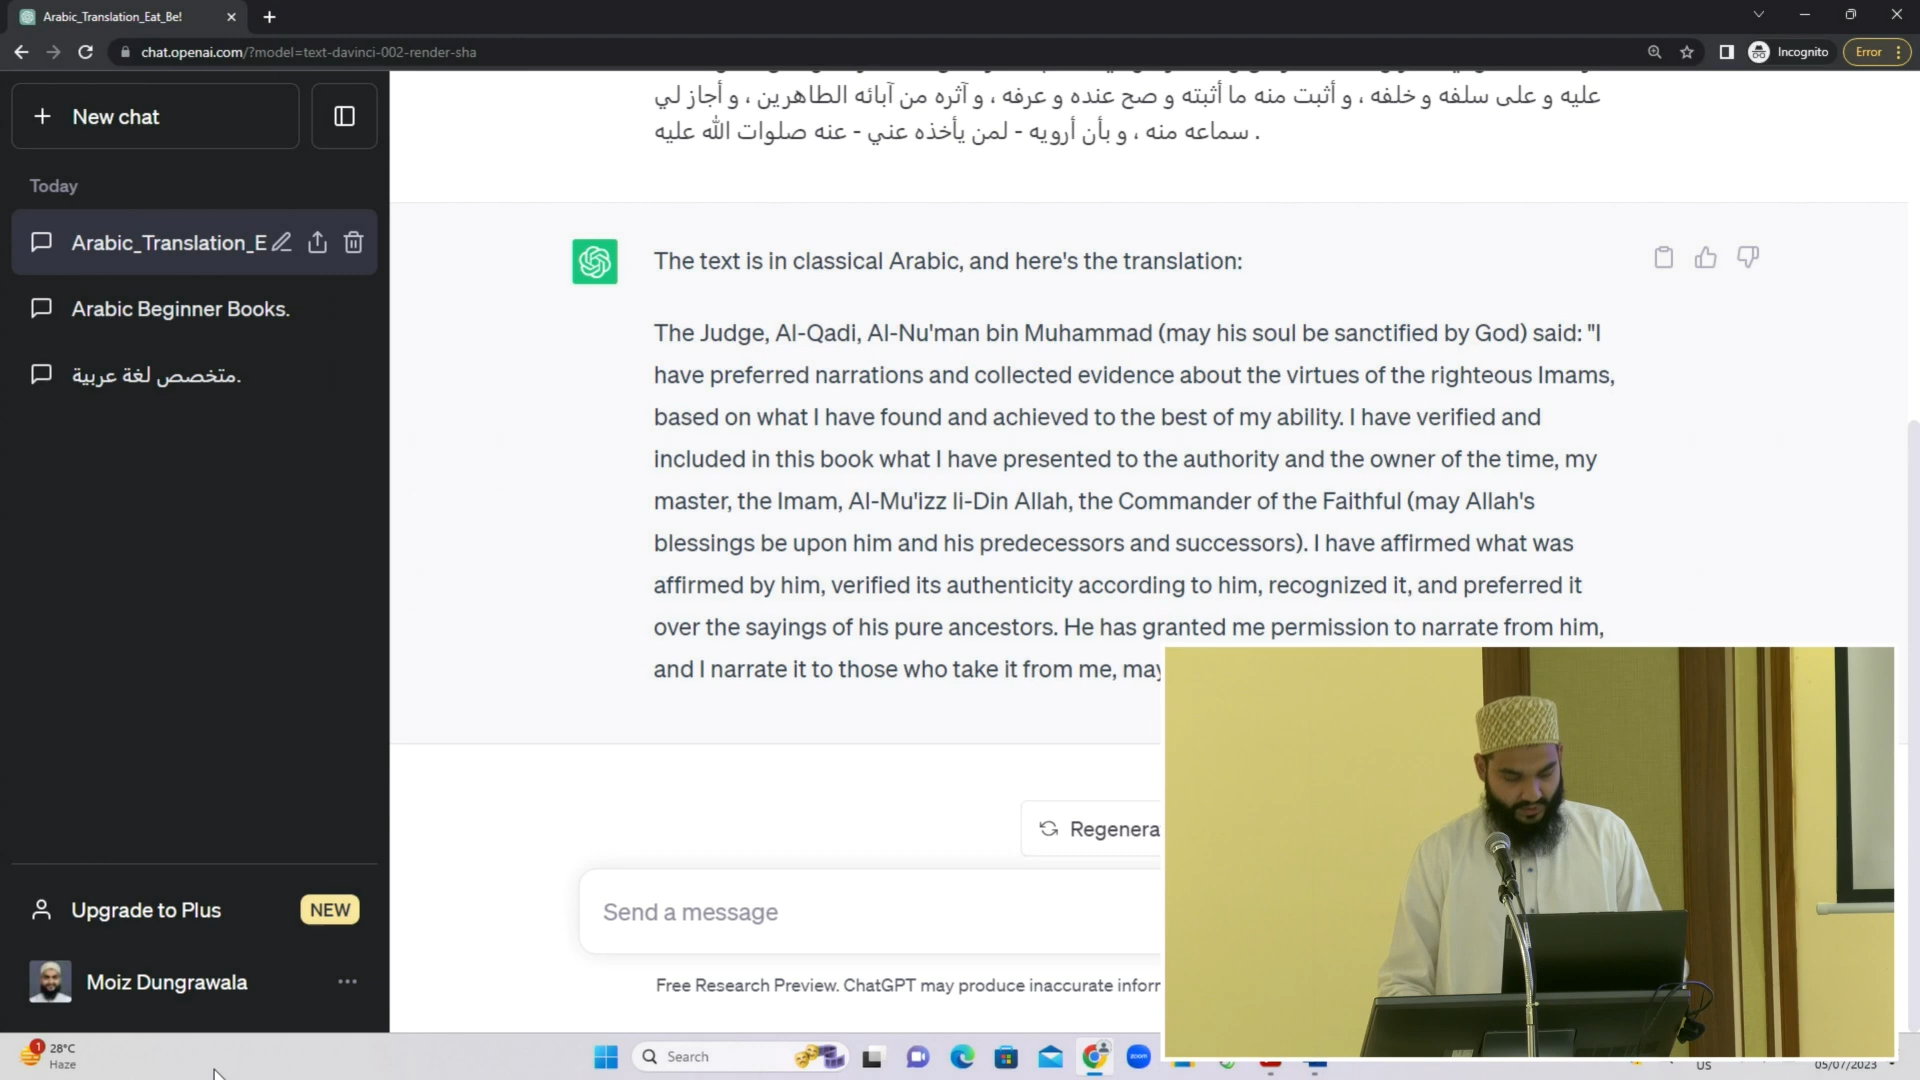 Arabic_Translation_Eat_Be!
chat.openai.com/?model=text-davinci-002-render-sha
Incognito
Error
New chat
Today
Arabic_Translation_E
Arabic Beginner Books.
متخصص لغة عربية.
Upgrade to Plus
NEW
Moiz Dungrawala
عليه و على سلفه و خلفه ، و أثبت منه ما أثبته و صح عنده و عرفه ، و آثره من آبائه الطاهرين ، و أجاز لي
سماعه منه ، و بأن أرويه - لمن يأخذه عني - عنه صلوات الله عليه .
The text is in classical Arabic, and here's the translation:
The Judge, Al-Qadi, Al-Nu'man bin Muhammad (may his soul be sanctified by God) said: "I
have preferred narrations and collected evidence about the virtues of the righteous Imams,
based on what I have found and achieved to the best of my ability. I have verified and
included in this book what I have presented to the authority and the owner of the time, my
master, the Imam, Al-Mu'izz li-Din Allah, the Commander of the Faithful (may Allah's
blessings be upon him and his predecessors and successors). I have affirmed what was
affirmed by him, verified its authenticity according to him, recognized it, and preferred it
over the sayings of his pure ancestors. He has granted me permission to narrate from him,
and I narrate it to those who take it from me, may
Regenera
Send a message
Free Research Preview. ChatGPT may produce inaccurate infor
1
28°C
Haze
Search
zoom
US
05/07/2023